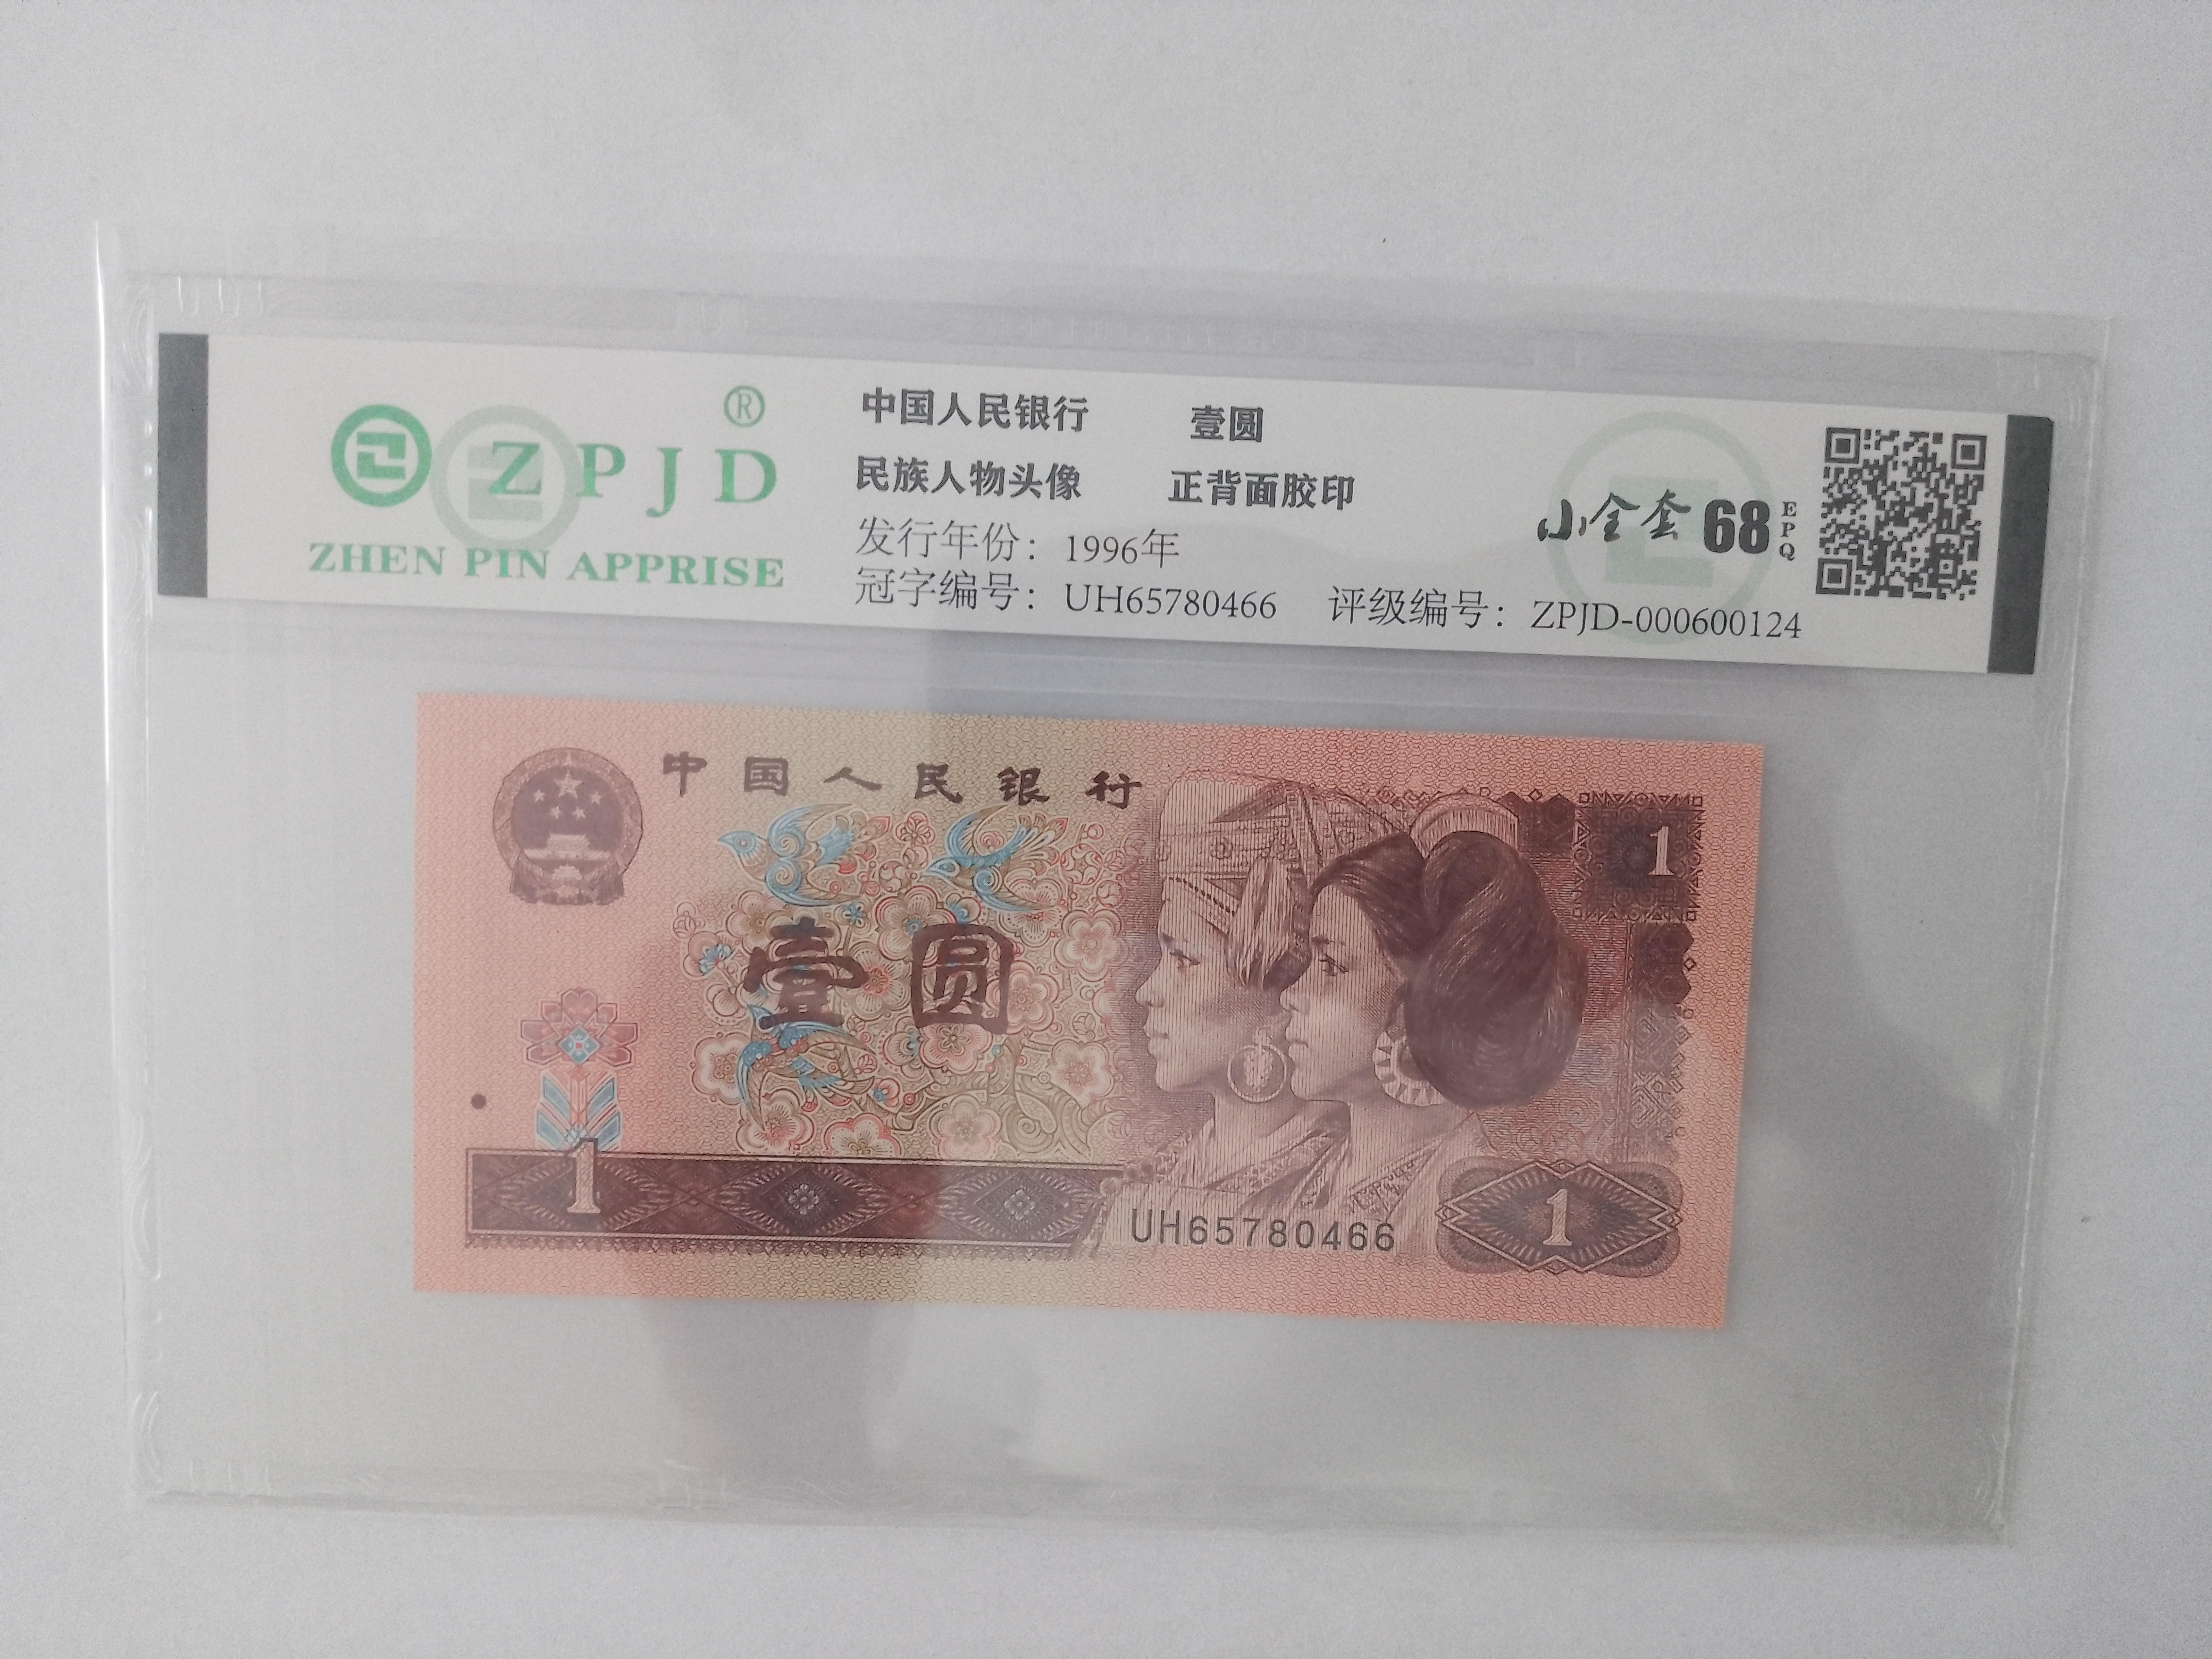 ®
ZPJD
ZHEN PIN APPRISE
中国人民银行 壹圆
民族人物头像 正背面胶印
发行年份：1996年
冠字编号：UH65780466 评级编号：ZPJD-000600124
小全套 68 EPQ
中国人民银行
1
壹圆
1
UH65780466
1